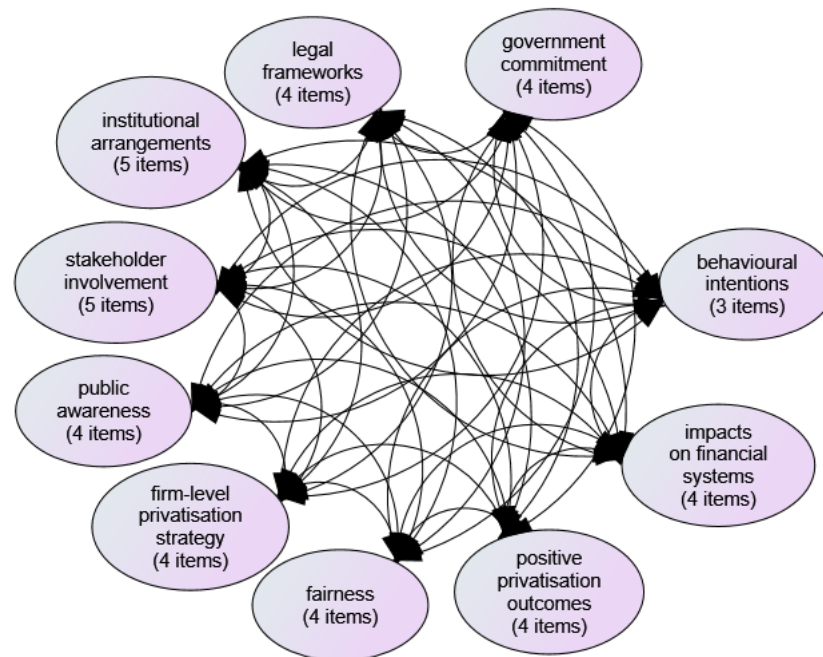 legal
frameworks
(4 items)
government
commitment
(4 items)
institutional
arrangements
(5 items)
stakeholder
involvement
(5 items)
behavioural
intentions
(3 items)
public
awareness
(4 items)
impacts
on financial
systems
(4 items)
firm-level
privatisation
strategy
(4 items)
fairness
(4 items)
positive
privatisation
outcomes
(4 items)